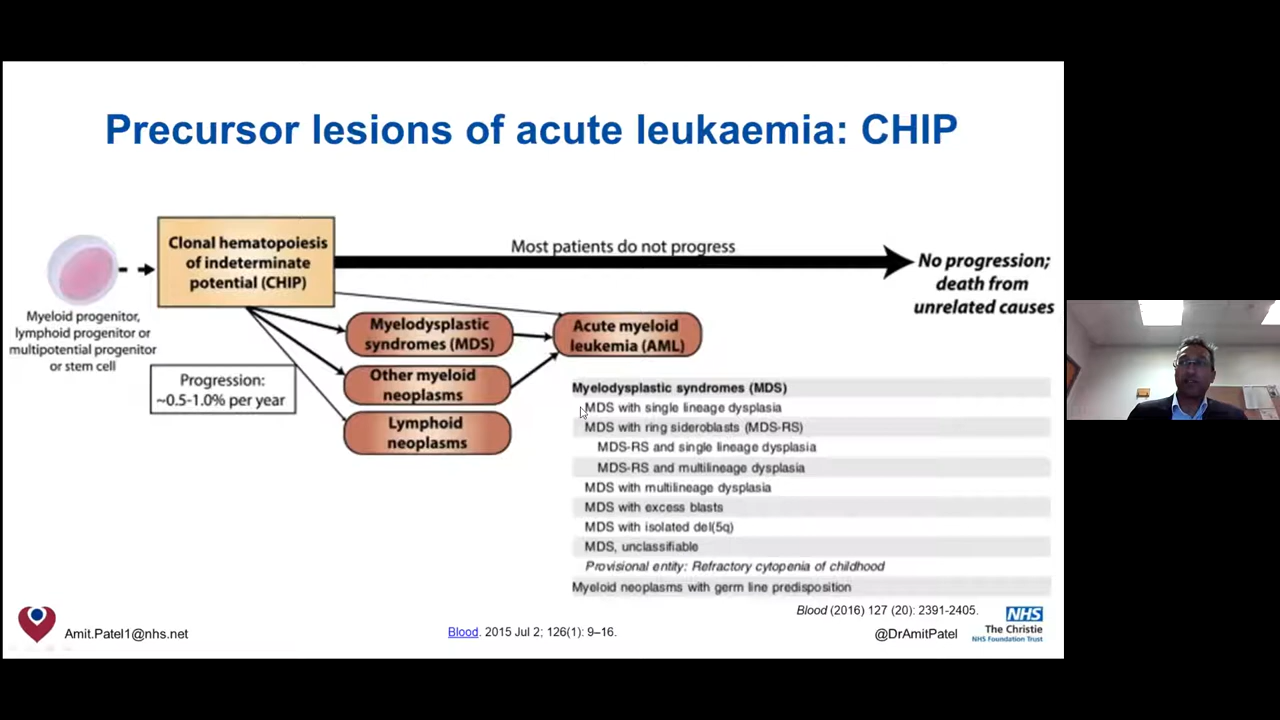 Precursor lesions of acute leukaemia: CHIP
Clonal hematopoiesis
of indeterminate
potential (CHIP)
Most patients do not progress
No progression;
death from
unrelated causes
Myeloid progenitor,
lymphoid progenitor or
multipotential progenitor
or stem cell
Progression:
~0.5-1.0% per year
Myelodysplastic
syndromes (MDS)
Acute myeloid
leukemia (AML)
Other myeloid
neoplasms
Lymphoid
neoplasms
Myelodysplastic syndromes (MDS)
MDS with single lineage dysplasia
MDS with ring sideroblasts (MDS-RS)
MDS-RS and single lineage dysplasia
MDS-RS and multilineage dysplasia
MDS with multilineage dysplasia
MDS with excess blasts
MDS with isolated del(5q)
MDS, unclassifiable
Provisional entity: Refractory cytopenia of childhood
Myeloid neoplasms with germ line predisposition
Blood (2016) 127 (20): 2391-2405.
Amit.Patel1@nhs.net
Blood. 2015 Jul 2; 126(1): 9–16.
@DrAmitPatel
NHS
The Christie
NHS Foundation Trust